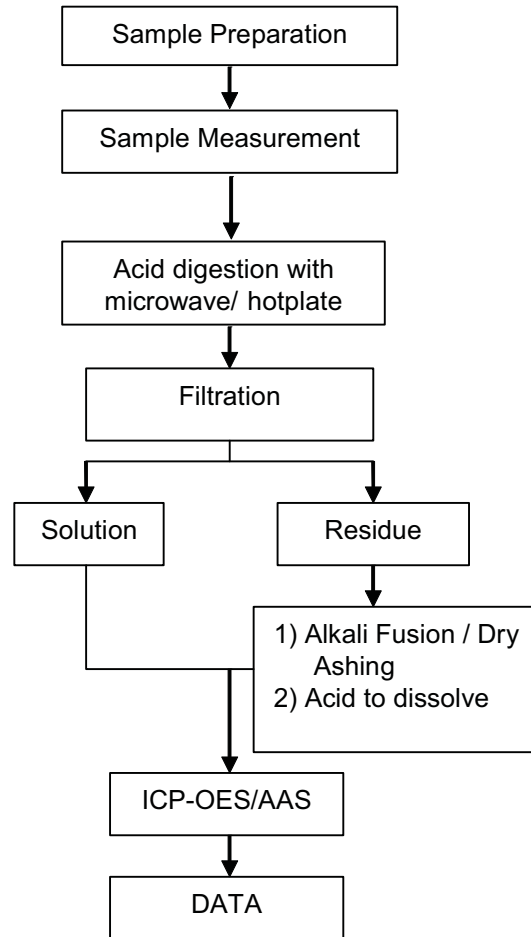 Sample Preparation
Sample Measurement
Acid digestion with
microwave/ hotplate
Filtration
Solution
Residue
1) Alkali Fusion / Dry
Ashing
2) Acid to dissolve
ICP-OES/AAS
DATA